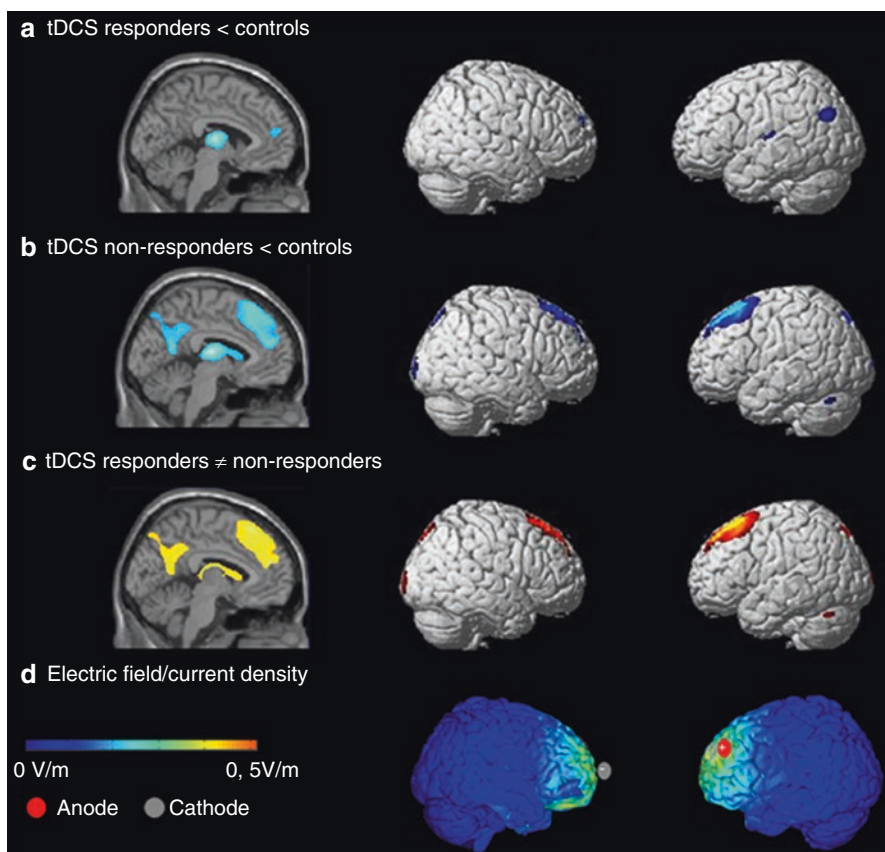 a tDCS responders < controls
b tDCS non-responders < controls
c tDCS responders ≠ non-responders
d Electric field/current density
0 V/m 0, 5V/m
Anode Cathode